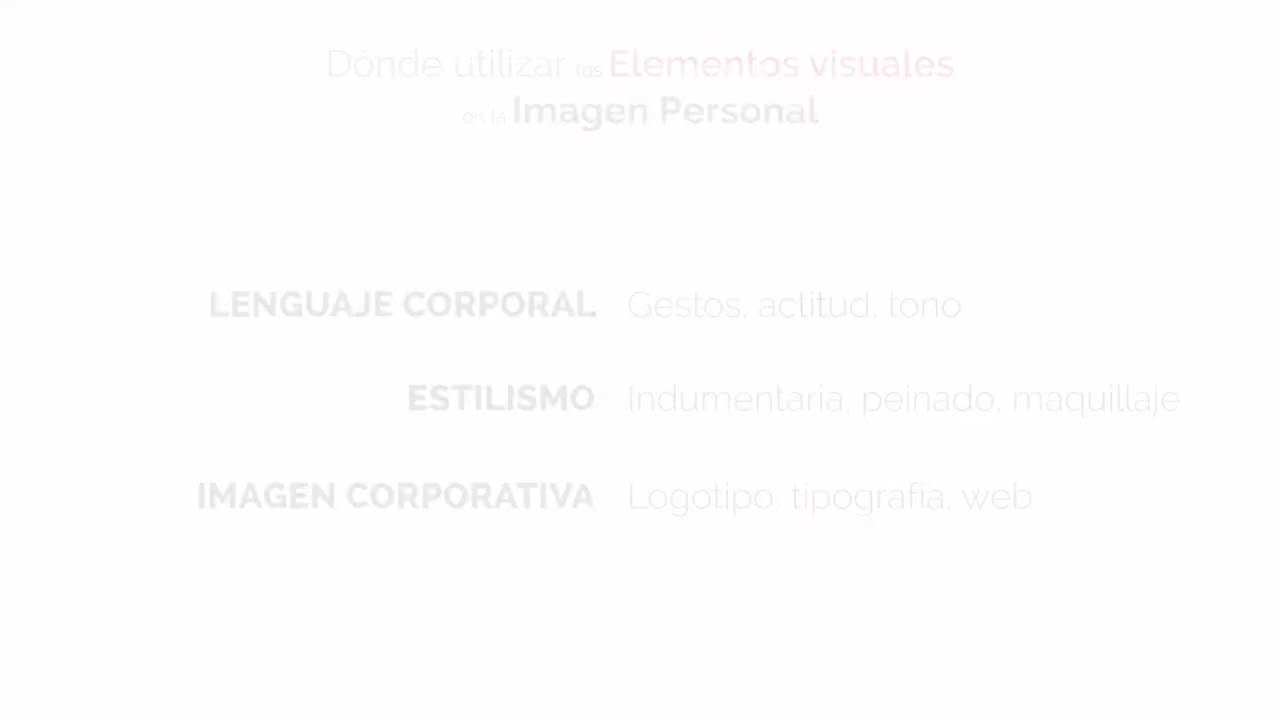 Dónde utilizar los Elementos visuales
en la Imagen Personal
LENGUAJE CORPORAL Gestos, actitud, tono
ESTILISMO Indumentaria, peinado, maquillaje
IMAGEN CORPORATIVA Logotipo, tipografía, web